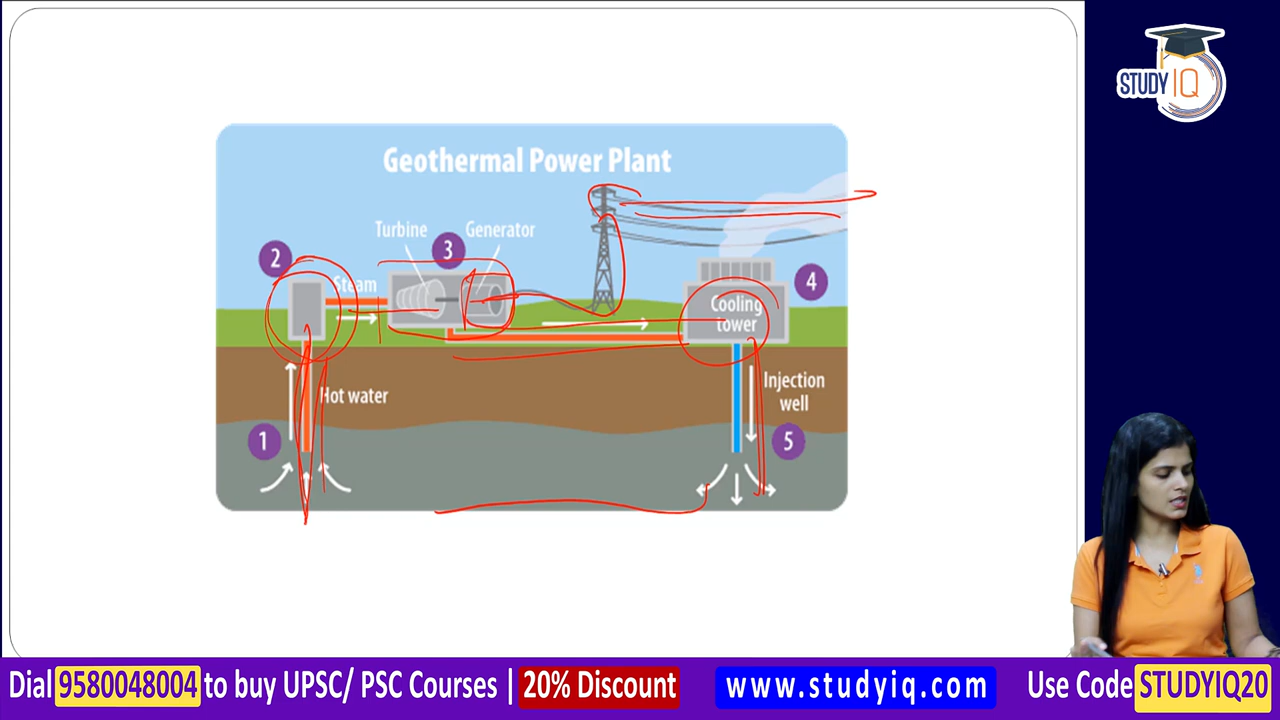 STUDY IQ
Geothermal Power Plant
Turbine
Generator
3
2
Steam
4
Cooling
tower
Hot water
Injection
well
1
5
Dial 9580048004 to buy UPSC/ PSC Courses | 20% Discount
www.studyiq.com
Use Code STUDYIQ20